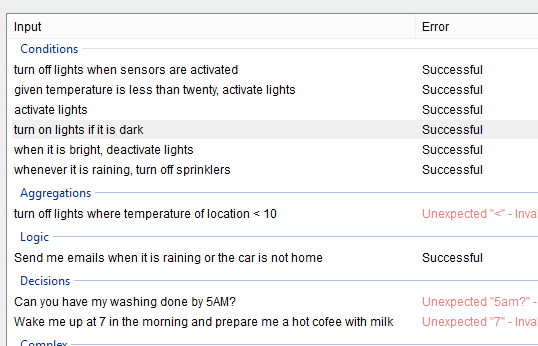 Input Error
Conditions
turn off lights when sensors are activated Successful
given temperature is less than twenty, activate lights Successful
activate lights Successful
turn on lights if it is dark Successful
when it is bright, deactivate lights Successful
whenever it is raining, turn off sprinklers Successful
Aggregations
turn off lights where temperature of location < 10 Unexpected "<" - Inva
Logic
Send me emails when it is raining or the car is not home Successful
Decisions
Can you have my washing done by 5AM? Unexpected "5am?" -
Wake me up at 7 in the morning and prepare me a hot cofee with milk Unexpected "7" - Inva
Complex